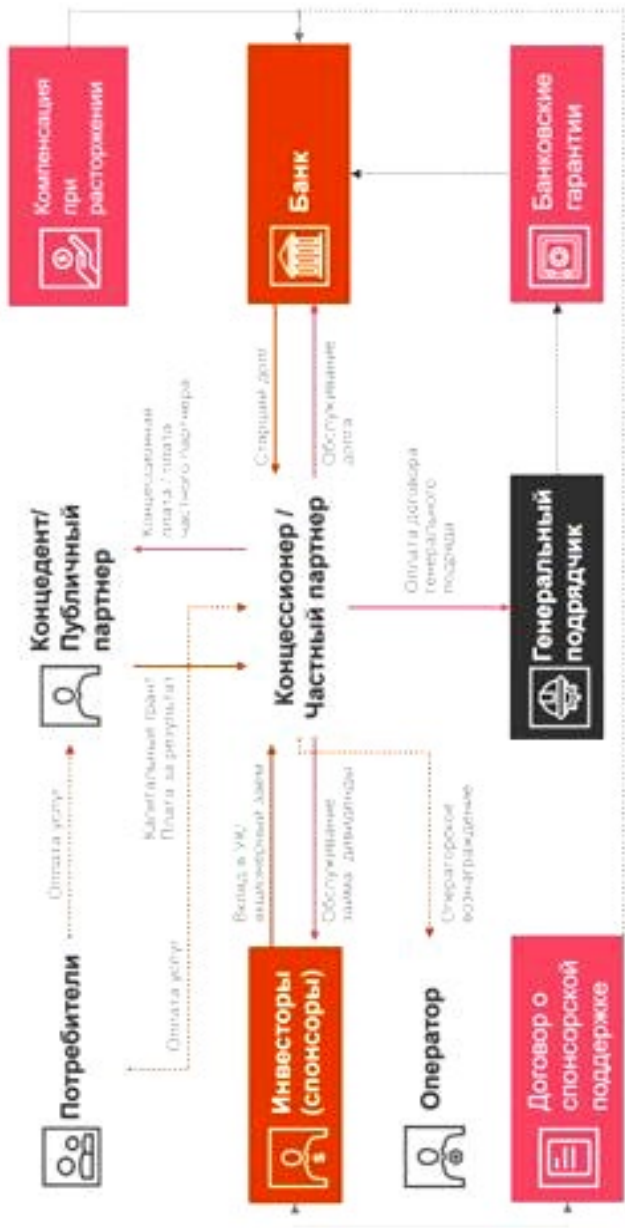 Потребители
Оплата услуг
Концедент/
Публичный
партнер
Компенсация
при
расторжении
Оплата услуг
Капитальный грант
Плата за результат
Концессионная
плата / плата
частного партнера
Инвесторы
(спонсоры)
Вклад в УК/
акционерный заем
Обслуживание
займа, дивиденды
Концессионер /
Частный партнер
Старший долг
Обслуживание
долга
Банк
Оператор
Операторское
вознаграждение
Оплата договора
генерального
подряда
Договор о
спонсорской
поддержке
Генеральный
подрядчик
Банковские
гарантии